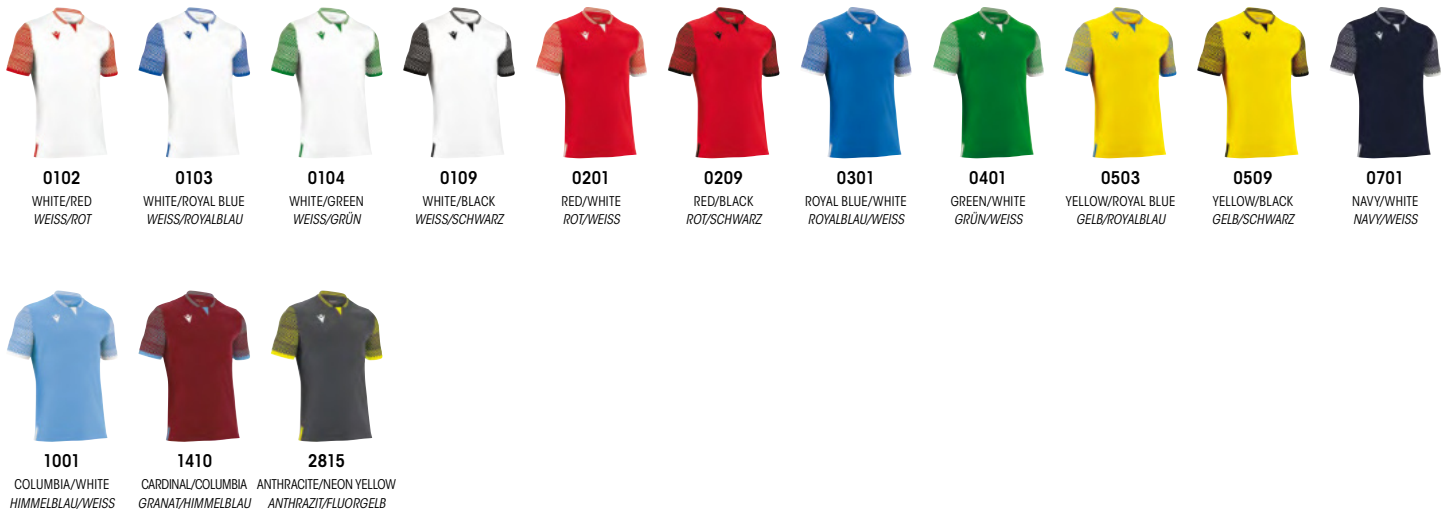 0102
WHITE/RED
WEISS/ROT
0103
WHITE/ROYAL BLUE
WEISS/ROYALBLAU
0104
WHITE/GREEN
WEISS/GRÜN
0109
WHITE/BLACK
WEISS/SCHWARZ
0201
RED/WHITE
ROT/WEISS
0209
RED/BLACK
ROT/SCHWARZ
0301
ROYAL BLUE/WHITE
ROYALBLAU/WEISS
0401
GREEN/WHITE
GRÜN/WEISS
0503
YELLOW/ROYAL BLUE
GELB/ROYALBLAU
0509
YELLOW/BLACK
GELB/SCHWARZ
0701
NAVY/WHITE
NAVY/WEISS
1001
COLUMBIA/WHITE
HIMMELBLAU/WEISS
1410
CARDINAL/COLUMBIA
GRANAT/HIMMELBLAU
2815
ANTHRACITE/NEON YELLOW
ANTHRAZIT/FLUORGELB